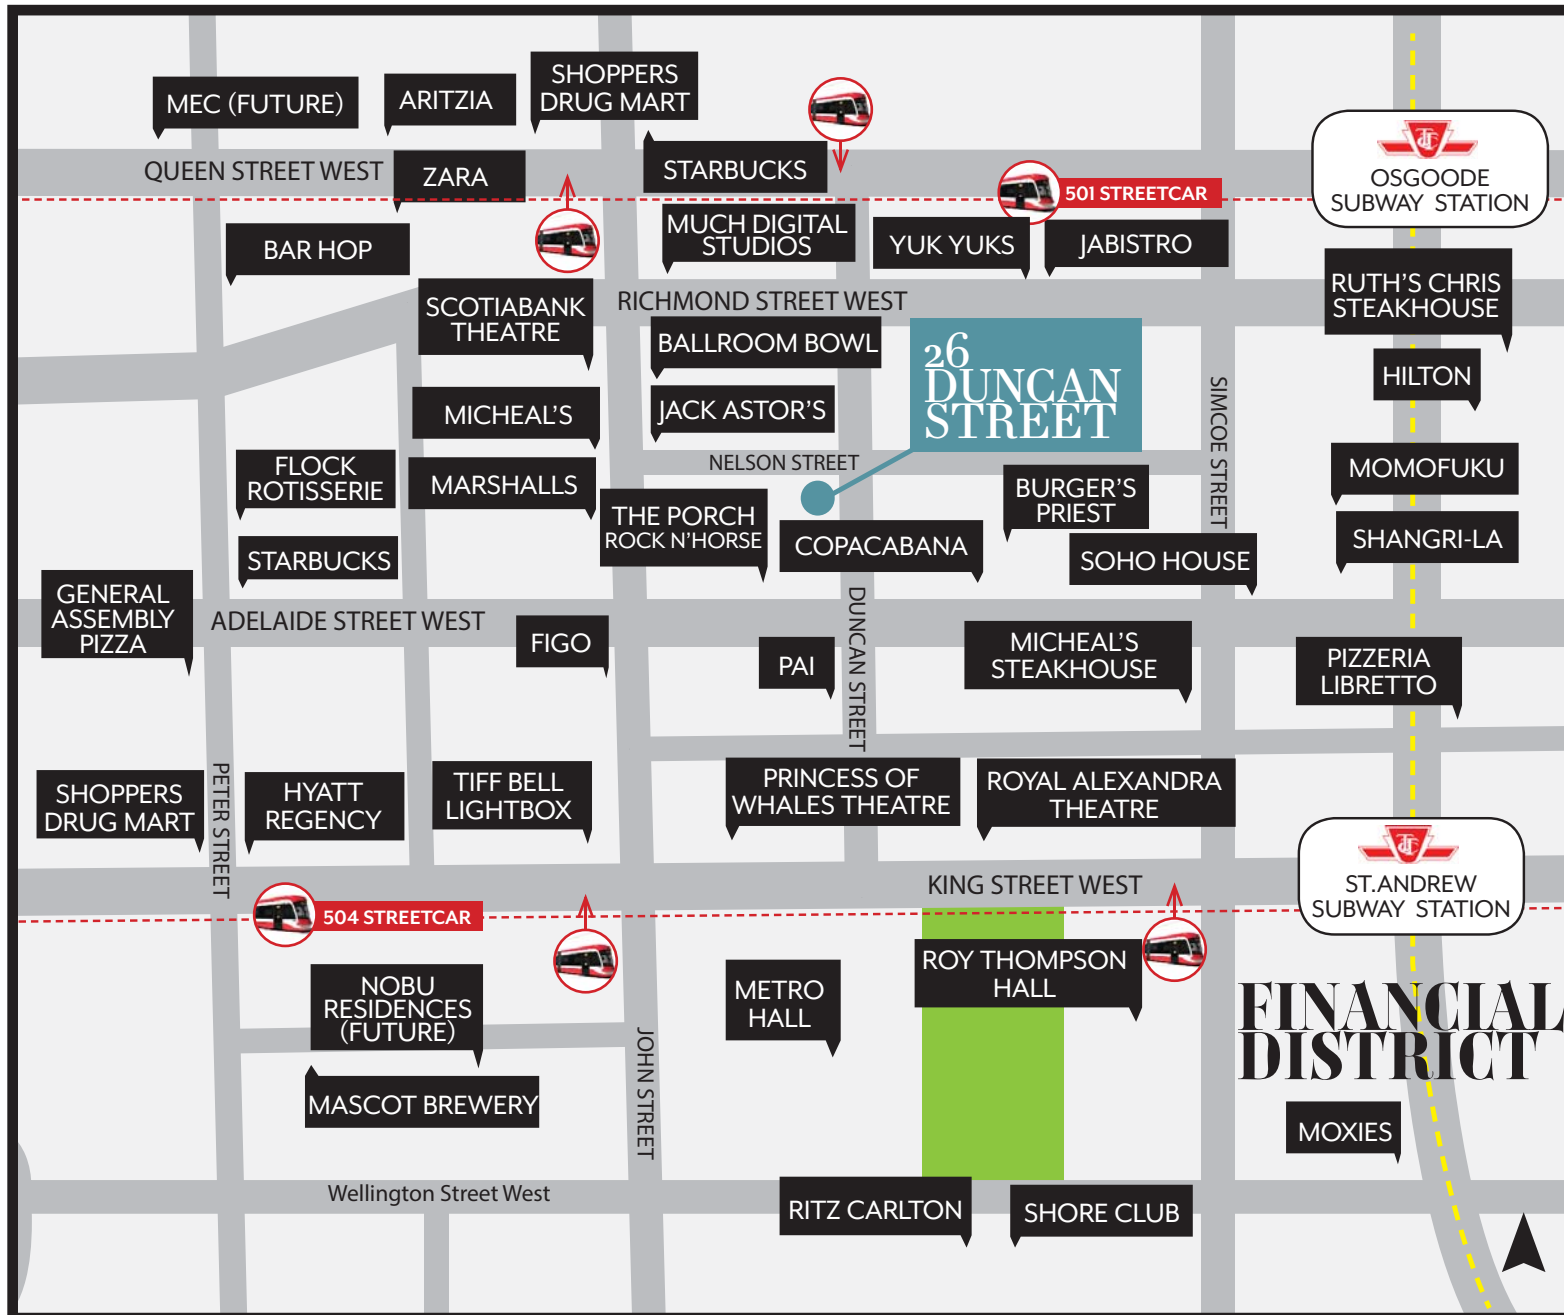 MEC (FUTURE)
ARITZIA
SHOPPERS
DRUG MART
QUEEN STREET WEST
ZARA
STARBUCKS
501 STREETCAR
OSGOODE
SUBWAY STATION
BAR HOP
MUCH DIGITAL
STUDIOS
YUK YUKS
JABISTRO
SCOTIABANK
THEATRE
RICHMOND STREET WEST
RUTH'S CHRIS
STEAKHOUSE
BALLROOM BOWL
26
DUNCAN
STREET
HILTON
MICHEAL'S
JACK ASTOR'S
SIMCOE STREET
FLOCK
ROTISSERIE
MARSHALLS
NELSON STREET
MOMOFUKU
THE PORCH
ROCK N'HORSE
BURGER'S
PRIEST
STARBUCKS
COPACABANA
SOHO HOUSE
SHANGRI-LA
GENERAL
ASSEMBLY
PIZZA
ADELAIDE STREET WEST
FIGO
DUNCAN STREET
PAI
MICHEAL'S
STEAKHOUSE
PIZZERIA
LIBRETTO
SHOPPERS
DRUG MART
PETER STREET
HYATT
REGENCY
TIFF BELL
LIGHTBOX
PRINCESS OF
WHALES THEATRE
ROYAL ALEXANDRA
THEATRE
KING STREET WEST
ST.ANDREW
SUBWAY STATION
504 STREETCAR
NOBU
RESIDENCES
(FUTURE)
METRO
HALL
ROY THOMPSON
HALL
FINANCIAL
DISTRICT
MASCOT BREWERY
JOHN STREET
MOXIES
Wellington Street West
RITZ CARLTON
SHORE CLUB